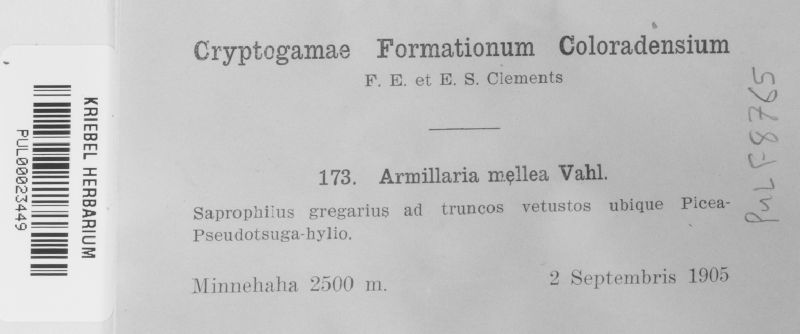 Cryptogamae Formationum Coloradensium
F. E. et E. S. Clements
173. Armillaria mellea Vahl.
Saprophilus gregarius ad truncos vetustos ubique Picea-
Pseudotsuga-hylio.
Minnehaha 2500 m. 2 Septembris 1905
KRIEBEL HERBARIUM
PUL00023449
PUL F8765